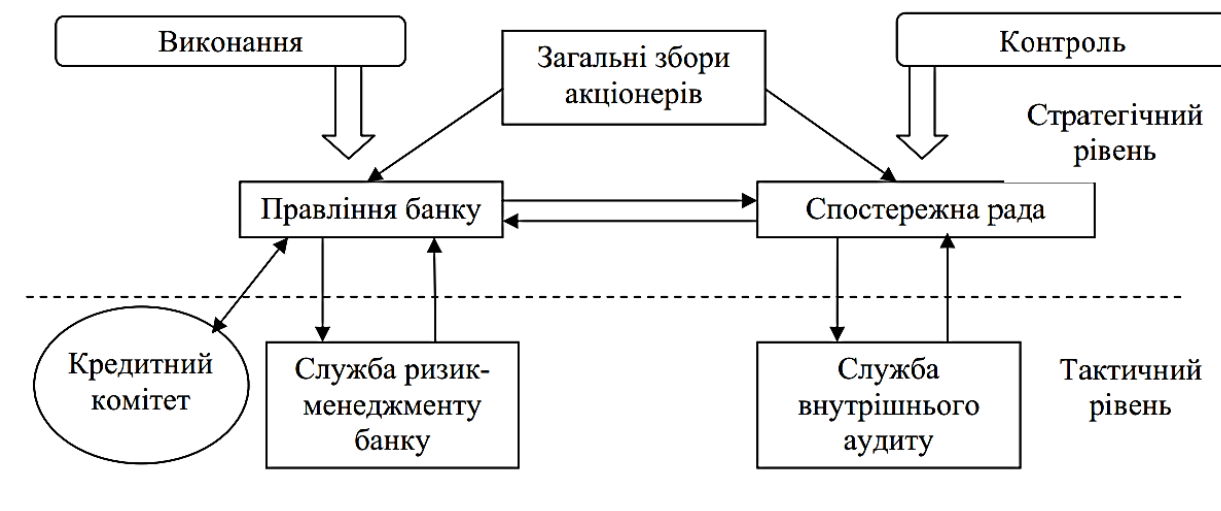 Виконання
Загальні збори
акціонерів
Контроль
Стратегічний
рівень
Правління банку
Спостережна рада
Кредитний
комітет
Служба ризик-
менеджменту
банку
Служба
внутрішнього
аудиту
Тактичний
рівень